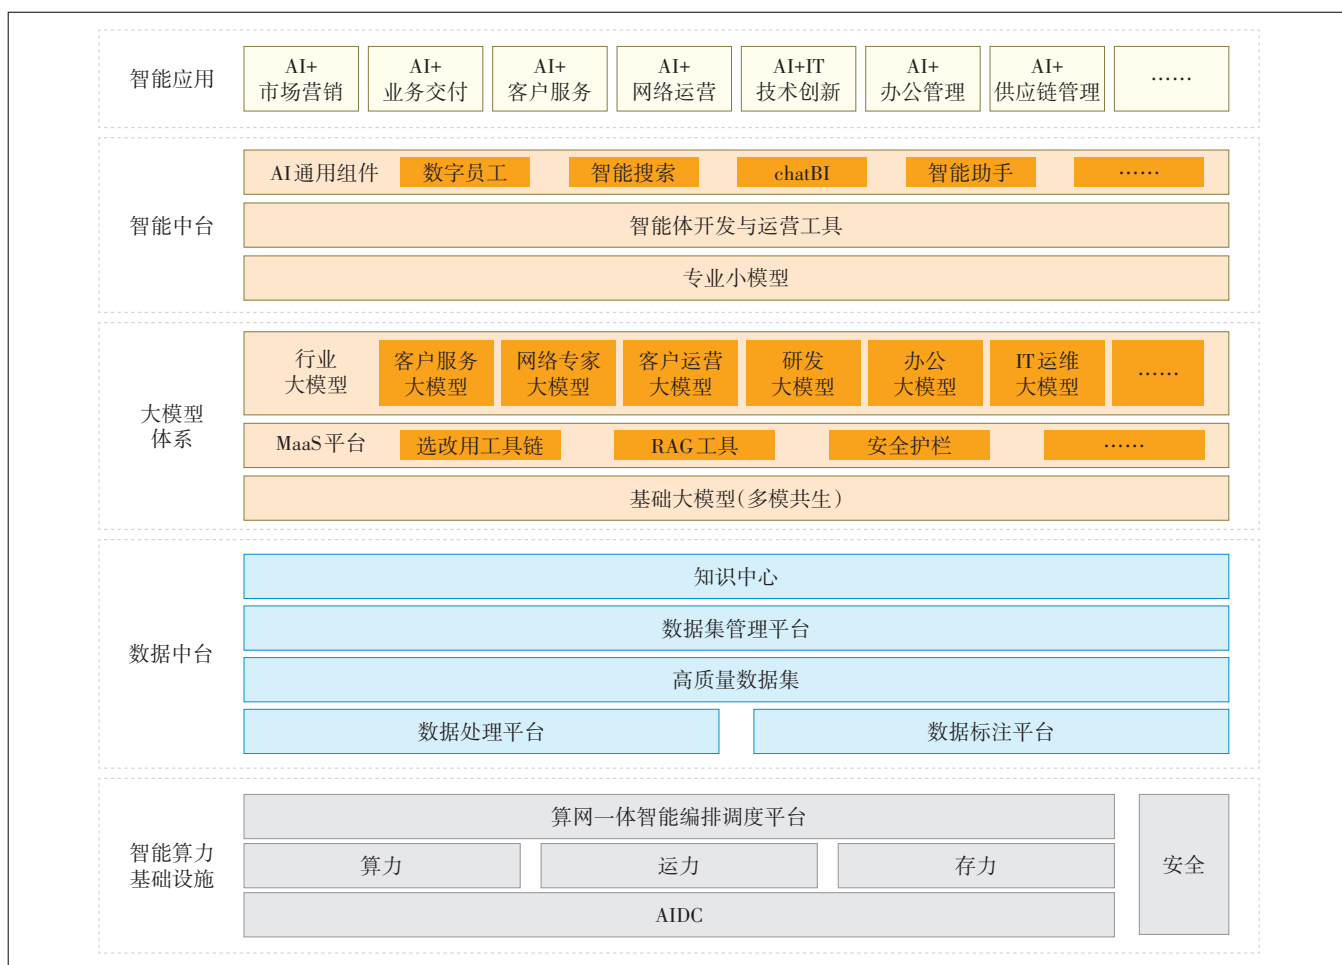 智能应用
AI+
市场营销
AI+
业务交付
AI+
客户服务
AI+
网络运营
AI+IT
技术创新
AI+
办公管理
AI+
供应链管理
……
智能中台
AI通用组件
数字员工
智能搜索
chatBI
智能助手
……
智能体开发与运营工具
专业小模型
大模型
体系
行业
大模型
客户服务
大模型
网络专家
大模型
客户运营
大模型
研发
大模型
办公
大模型
IT运维
大模型
……
MaaS平台
选改用工具链
RAG工具
安全护栏
……
基础大模型(多模共生)
数据中台
知识中心
数据集管理平台
高质量数据集
数据处理平台
数据标注平台
智能算力
基础设施
算网一体智能编排调度平台
算力
运力
存力
AIDC
安全